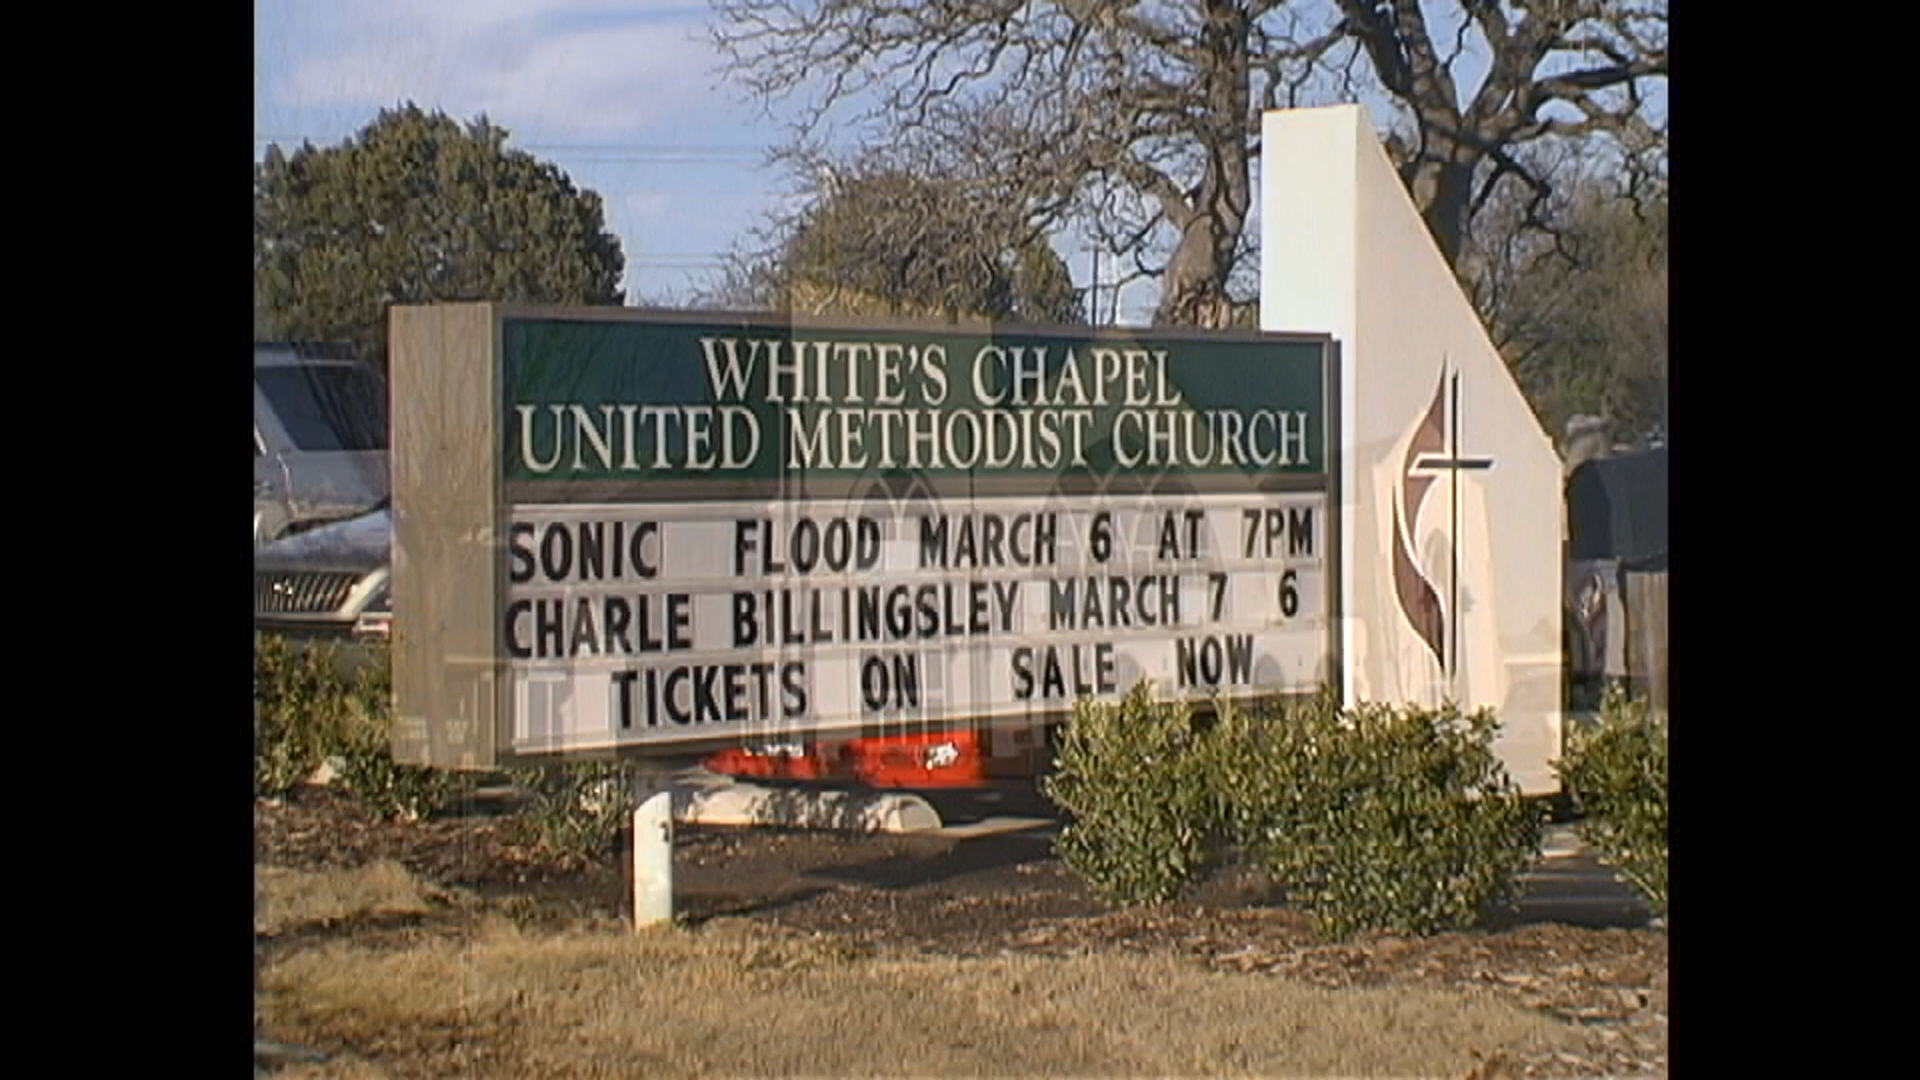 WHITE'S CHAPEL
UNITED METHODIST CHURCH
SONIC FLOOD MARCH 6 AT 7PM
CHARLE BILLINGSLEY MARCH 7 6
TICKETS ON SALE NOW